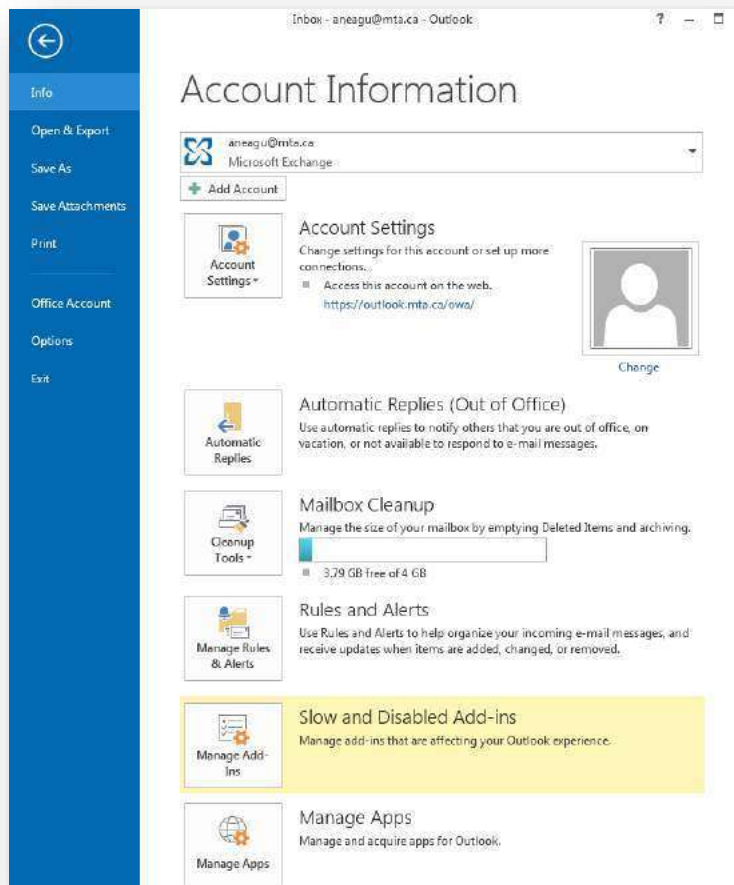 Inbox - aneagu@mta.ca - Outlook
?
Info
Open & Export
Save As
Save Attachments
Print
Office Account
Options
Exit
Account Information
aneagu@mta.ca
Microsoft Exchange
Add Account
Account
Settings
Account Settings
Change settings for this account or set up more
connections.
Access this account on the web.
https://outlook.mta.ca/owa/
Change
Automatic
Replies
Automatic Replies (Out of Office)
Use automatic replies to notify others that you are out of office, on
vacation, or not available to respond to e-mail messages.
Cleanup
Tools
Mailbox Cleanup
Manage the size of your mailbox by emptying Deleted Items and archiving.
3.79 GB free of 4 GB
Manage Rules
& Alerts
Rules and Alerts
Use Rules and Alerts to help organize your incoming e-mail messages, and
receive updates when items are added, changed, or removed.
Manage Add-
Ins
Slow and Disabled Add-ins
Manage add-ins that are affecting your Outlook experience.
Manage Apps
Manage Apps
Manage and acquire apps for Outlook.